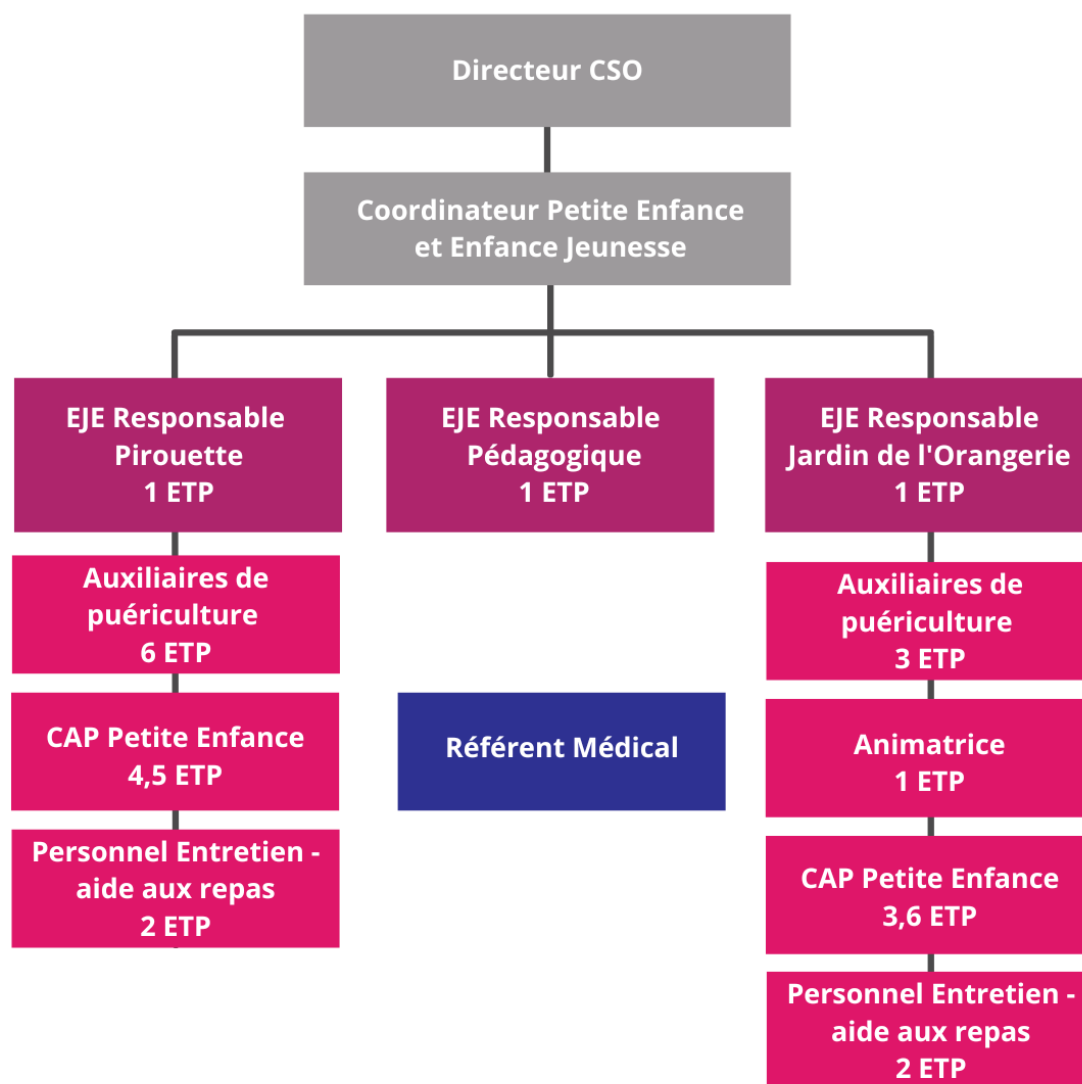 Directeur CSO
Coordinateur Petite Enfance
et Enfance Jeunesse
EJE Responsable
Pirouette
1 ETP
EJE Responsable
Pédagogique
1 ETP
EJE Responsable
Jardin de l'Orangerie
1 ETP
Auxiliaires de
puériculture
6 ETP
CAP Petite Enfance
4,5 ETP
Personnel Entretien -
aide aux repas
2 ETP
Référent Médical
Auxiliaires de
puériculture
3 ETP
Animatrice
1 ETP
CAP Petite Enfance
3,6 ETP
Personnel Entretien -
aide aux repas
2 ETP